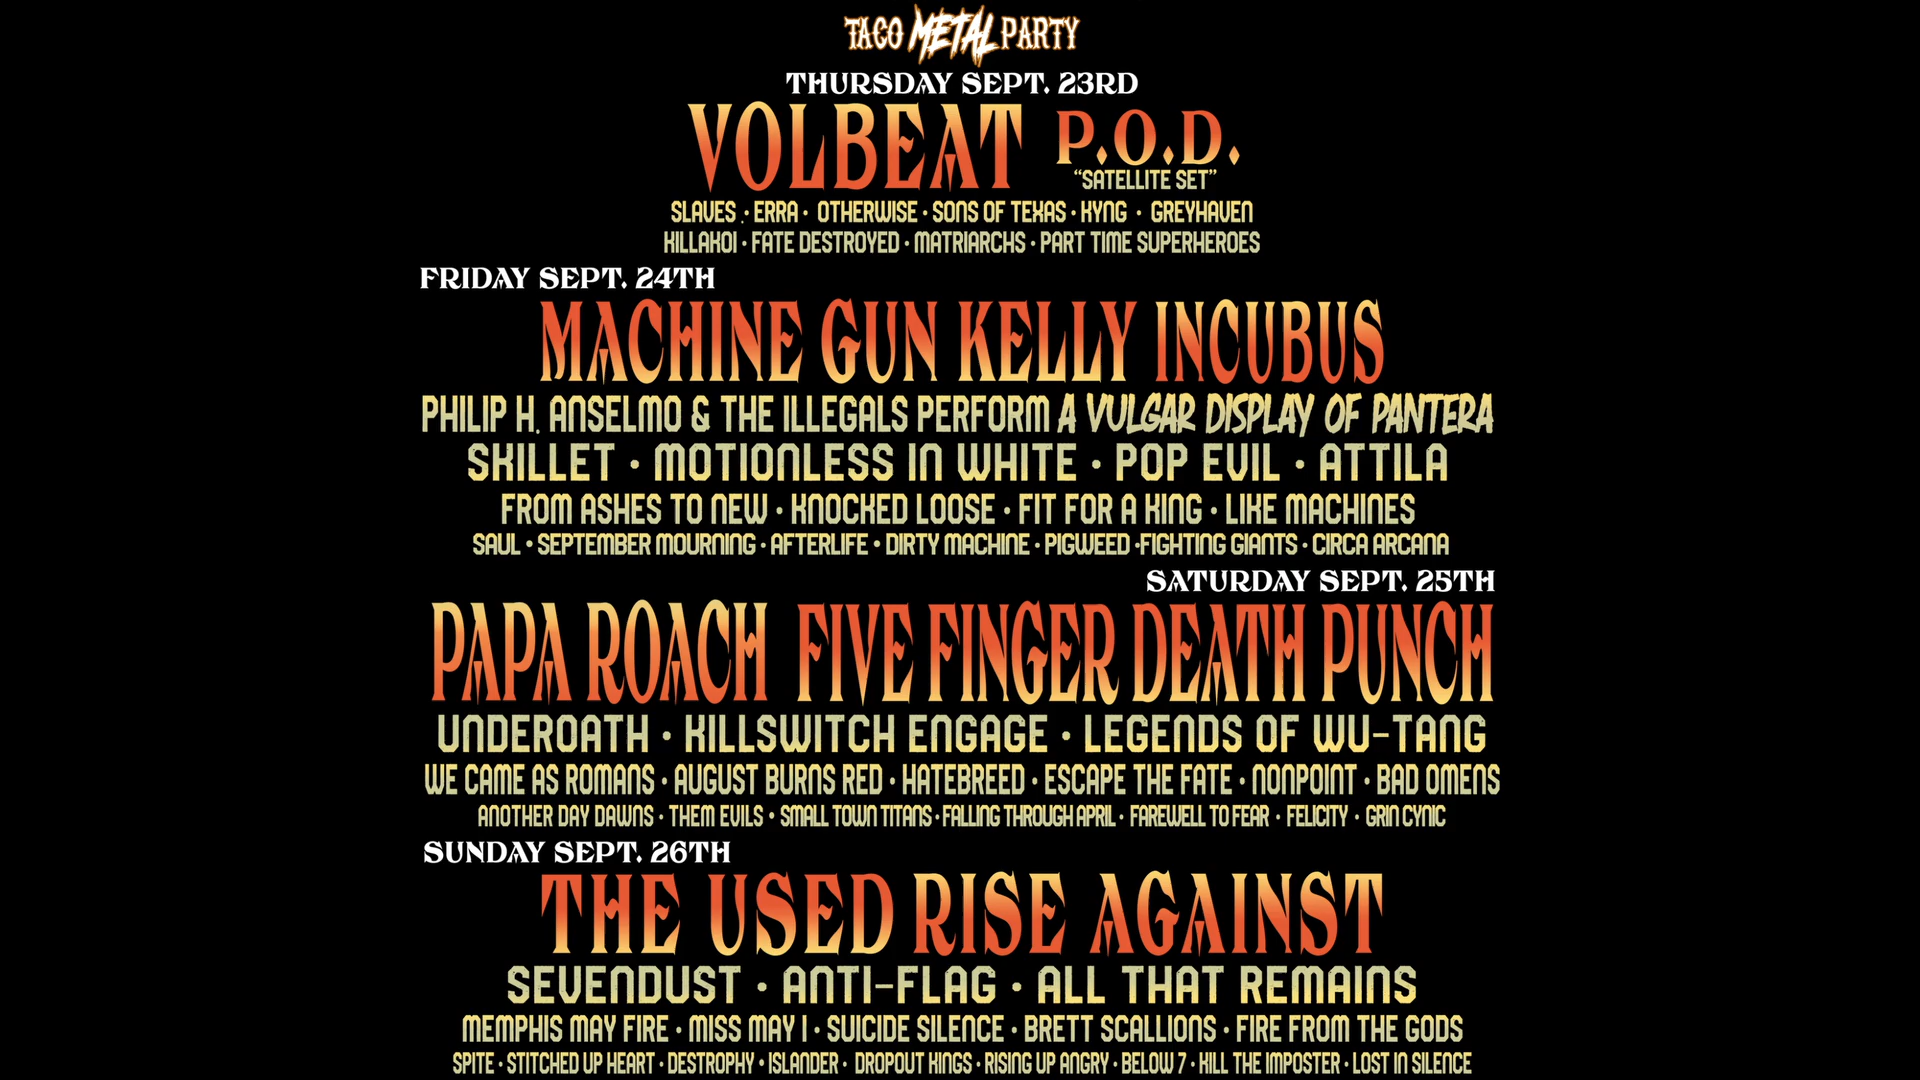 TACO METAL PARTY
THURSDAY SEPT. 23RD
VOLBEAT P.O.D.
"SATELLITE SET"
SLAVES • ERRA • OTHERWISE • SONS OF TEXAS • KYNG • GREYHAVEN
KILLAKOI • FATE DESTROYED • MATRIARCHS • PART TIME SUPERHEROES
FRIDAY SEPT. 24TH
MACHINE GUN KELLY INCUBUS
PHILIP H. ANSELMO & THE ILLEGALS PERFORM A VULGAR DISPLAY OF PANTERA
SKILLET • MOTIONLESS IN WHITE • POP EVIL • ATTILA
FROM ASHES TO NEW • KNOCKED LOOSE • FIT FOR A KING • LIKE MACHINES
SAUL • SEPTEMBER MOURNING • AFTERLIFE • DIRTY MACHINE • PIGWEED • FIGHTING GIANTS • CIRCA ARCANA
SATURDAY SEPT. 25TH
PAPA ROACH FIVE FINGER DEATH PUNCH
UNDEROATH • KILLSWITCH ENGAGE • LEGENDS OF WU-TANG
WE CAME AS ROMANS • AUGUST BURNS RED • HATEBREED • ESCAPE THE FATE • NONPOINT • BAD OMENS
ANOTHER DAY DAWNS • THEM EVILS • SMALL TOWN TITANS • FALLING THROUGH APRIL • FAREWELL TO FEAR • FELICITY • GRIN CYNIC
SUNDAY SEPT. 26TH
THE USED RISE AGAINST
SEVENDUST • ANTI-FLAG • ALL THAT REMAINS
MEMPHIS MAY FIRE • MISS MAY I • SUICIDE SILENCE • BRETT SCALLIONS • FIRE FROM THE GODS
SPITE • STITCHED UP HEART • DESTROPHY • ISLANDER • DROPOUT KINGS • RISING UP ANGRY • BELOW 7 • KILL THE IMPOSTER • LOST IN SILENCE